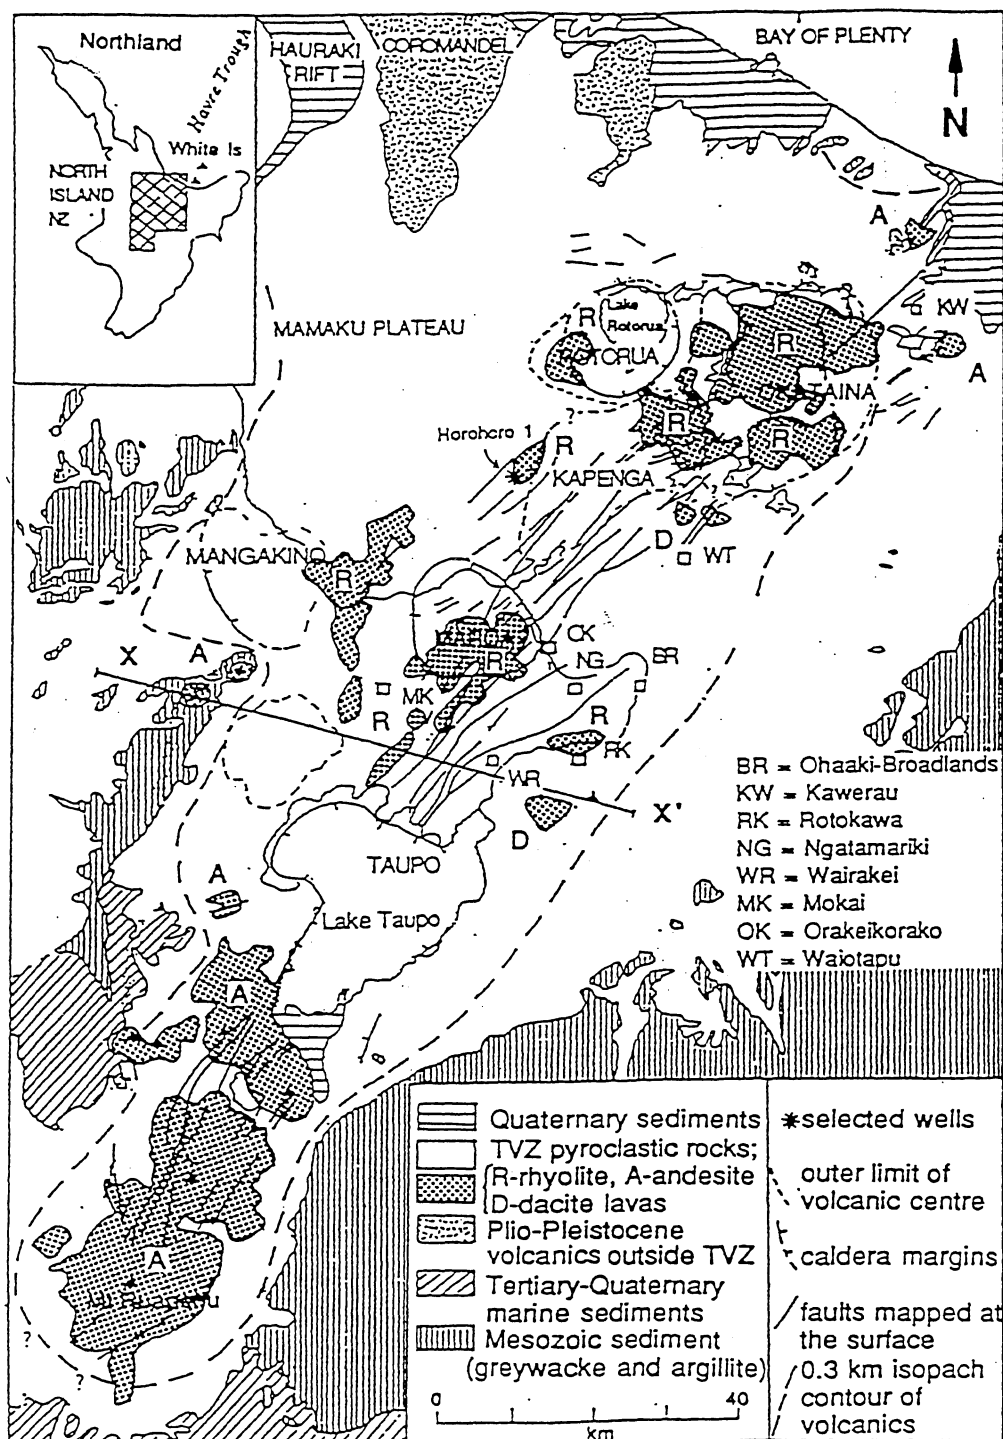 Northland
Havre Trough
White Is
NORTH
ISLAND
NZ
HAURAKI
RIFT
COROMANDEL
BAY OF PLENTY
N
A
KW
A
MAMAKU PLATEAU
R
Lake
Rotorua
ROTORUA
R
TAINA
R
R
Horohoro 1
R
KAPENGA
?
?
D
WT
MANGAKINO
R
X
A
R
OK
NG
BR
MK
R
R
RK
WR
X'
D
TAUPO
A
Lake Taupo
A
A
?
?
BR = Ohaaki-Broadlands
KW = Kawerau
RK = Rotokawa
NG = Ngatamariki
WR = Wairakei
MK = Mokai
OK = Orakeikorako
WT = Waiotapu
Quaternary sediments
TVZ pyroclastic rocks;
R-rhyolite, A-andesite
D-dacite lavas
Plio-Pleistocene
volcanics outside TVZ
Tertiary-Quaternary
marine sediments
Mesozoic sediment
(greywacke and argillite)
0 40
km
*selected wells
outer limit of
volcanic centre
caldera margins
faults mapped at
the surface
0.3 km isopach
contour of
volcanics